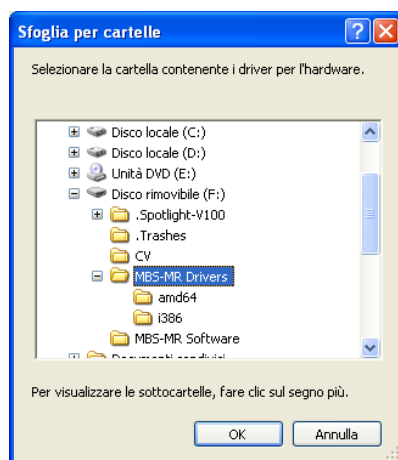 Sfoglia per cartelle
Selezionare la cartella contenente i driver per l'hardware.
Disco locale (C:)
Disco locale (D:)
Unità DVD (E:)
Disco rimovibile (F:)
.Spotlight-V100
.Trashes
CV
MBS-MR Drivers
amd64
i386
MBS-MR Software
Documenti condivisi
Per visualizzare le sottocartelle, fare clic sul segno più.
OK Annulla